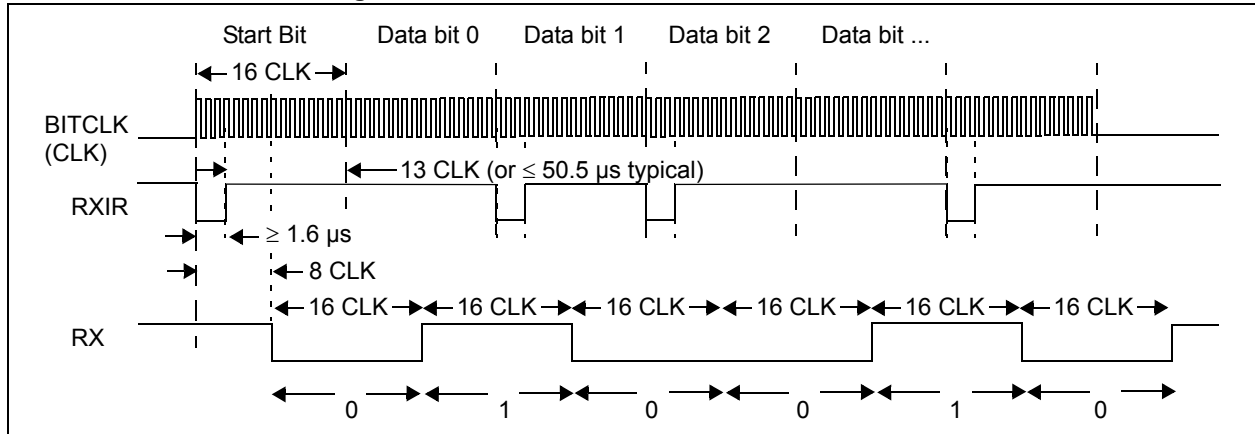 Start Bit Data bit 0 Data bit 1 Data bit 2 Data bit ...
16 CLK
BITCLK
(CLK)
13 CLK (or ≤ 50.5 µs typical)
RXIR
≥ 1.6 µs
8 CLK
16 CLK 16 CLK 16 CLK 16 CLK 16 CLK 16 CLK
RX
0 1 0 0 1 0